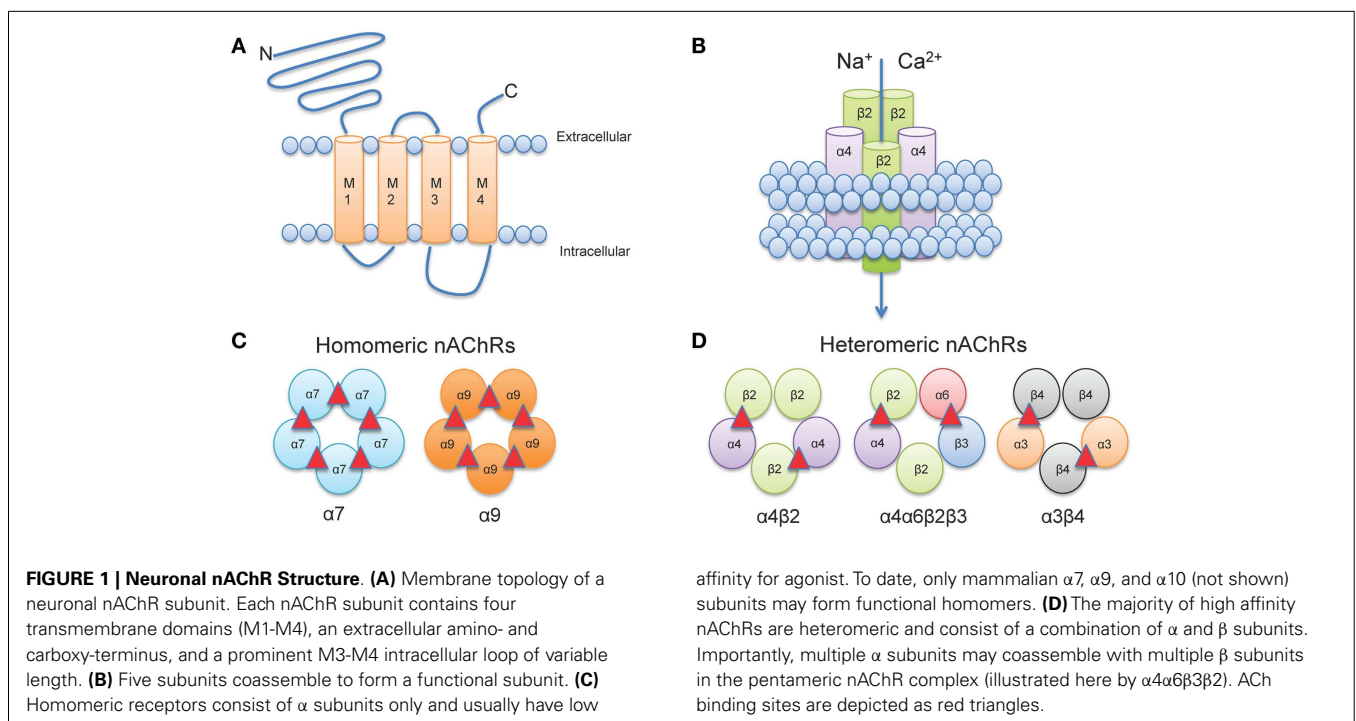 A
N
C
Extracellular
M
1
M
2
M
3
M
4
Intracellular
B
Na⁺ Ca²⁺
β2 β2
α4 α4
β2
C
Homomeric nAChRs
α7 α7
α7 α7
α7
α7
α9 α9
α9 α9
α9
α9
D
Heteromeric nAChRs
β2 β2
α4 α4
β2
α4β2
β2 α6
α4 β3
β2
α4α6β2β3
β4 β4
α3 α3
β4
α3β4
FIGURE 1 | Neuronal nAChR Structure. (A) Membrane topology of a
neuronal nAChR subunit. Each nAChR subunit contains four
transmembrane domains (M1-M4), an extracellular amino- and
carboxy-terminus, and a prominent M3-M4 intracellular loop of variable
length. (B) Five subunits coassemble to form a functional subunit. (C)
Homomeric receptors consist of α subunits only and usually have low
affinity for agonist. To date, only mammalian α7, α9, and α10 (not shown)
subunits may form functional homomers. (D) The majority of high affinity
nAChRs are heteromeric and consist of a combination of α and β subunits.
Importantly, multiple α subunits may coassemble with multiple β subunits
in the pentameric nAChR complex (illustrated here by α4α6β3β2). ACh
binding sites are depicted as red triangles.